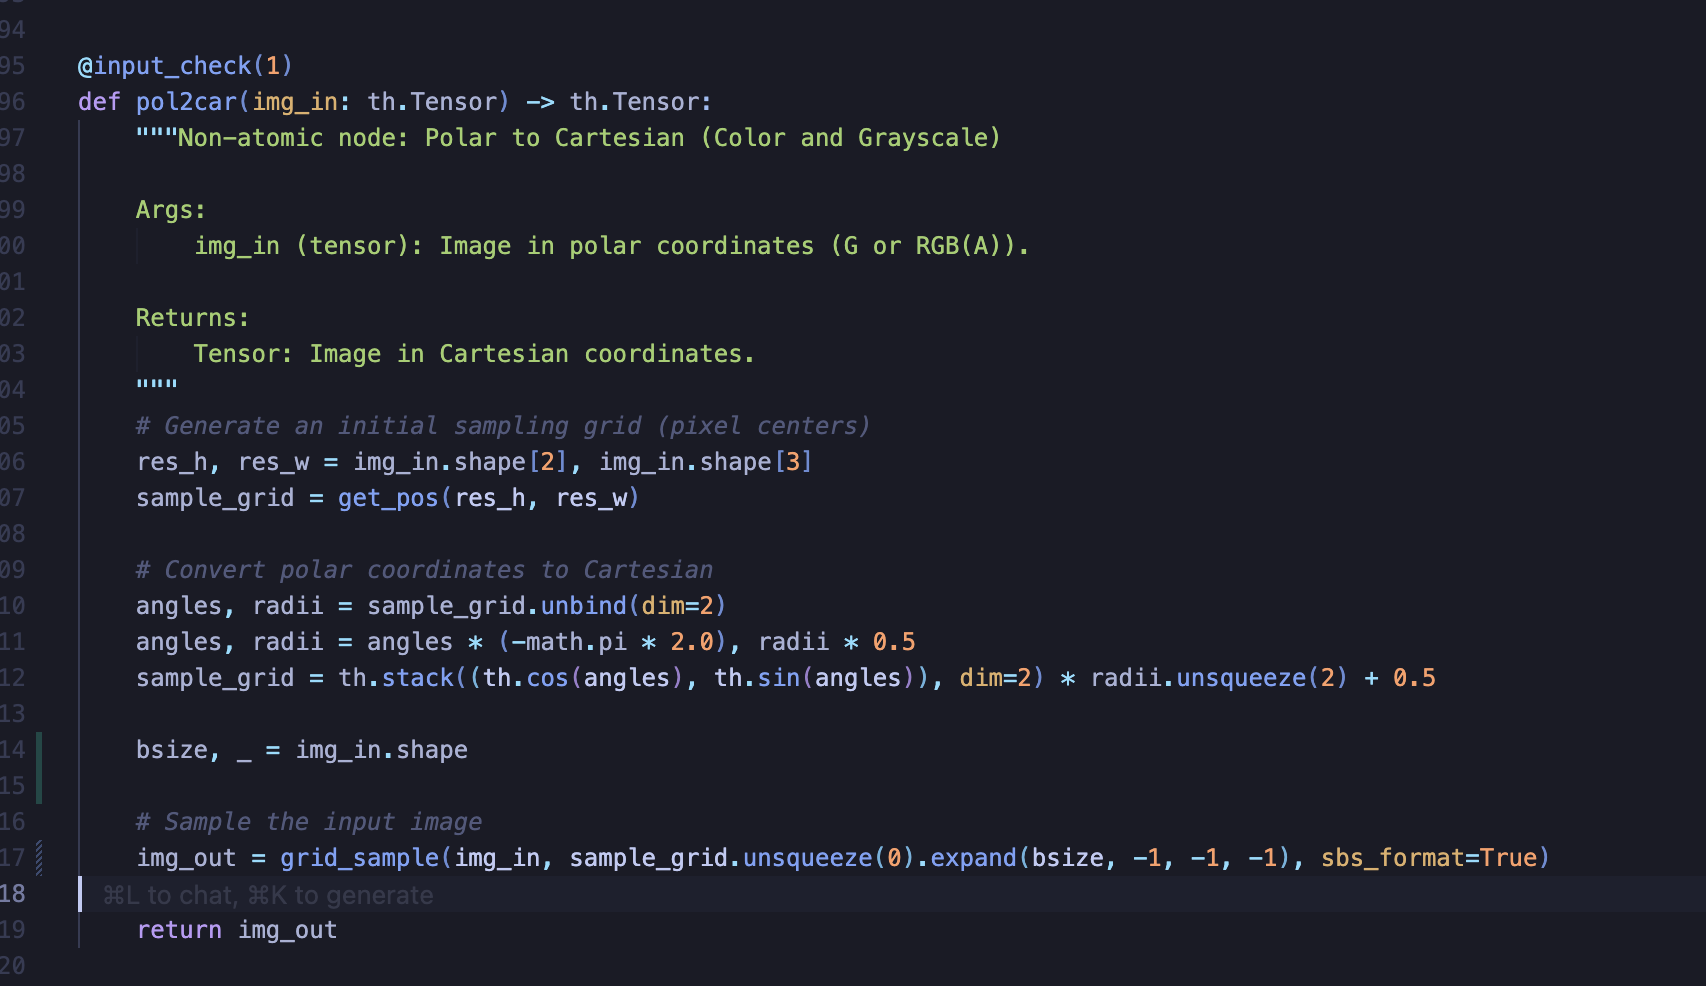 94
95 @input_check(1)
96 def pol2car(img_in: th.Tensor) -> th.Tensor:
97 """Non-atomic node: Polar to Cartesian (Color and Grayscale)
98
99 Args:
00 img_in (tensor): Image in polar coordinates (G or RGB(A)).
01
02 Returns:
03 Tensor: Image in Cartesian coordinates.
04 """
05 # Generate an initial sampling grid (pixel centers)
06 res_h, res_w = img_in.shape[2], img_in.shape[3]
07 sample_grid = get_pos(res_h, res_w)
08
09 # Convert polar coordinates to Cartesian
10 angles, radii = sample_grid.unbind(dim=2)
11 angles, radii = angles * (-math.pi * 2.0), radii * 0.5
12 sample_grid = th.stack((th.cos(angles), th.sin(angles)), dim=2) * radii.unsqueeze(2) + 0.5
13
14 bsize, _ = img_in.shape
15
16 # Sample the input image
17 img_out = grid_sample(img_in, sample_grid.unsqueeze(0).expand(bsize, -1, -1, -1), sbs_format=True)
18 ⌘L to chat, ⌘K to generate
19 return img_out
20